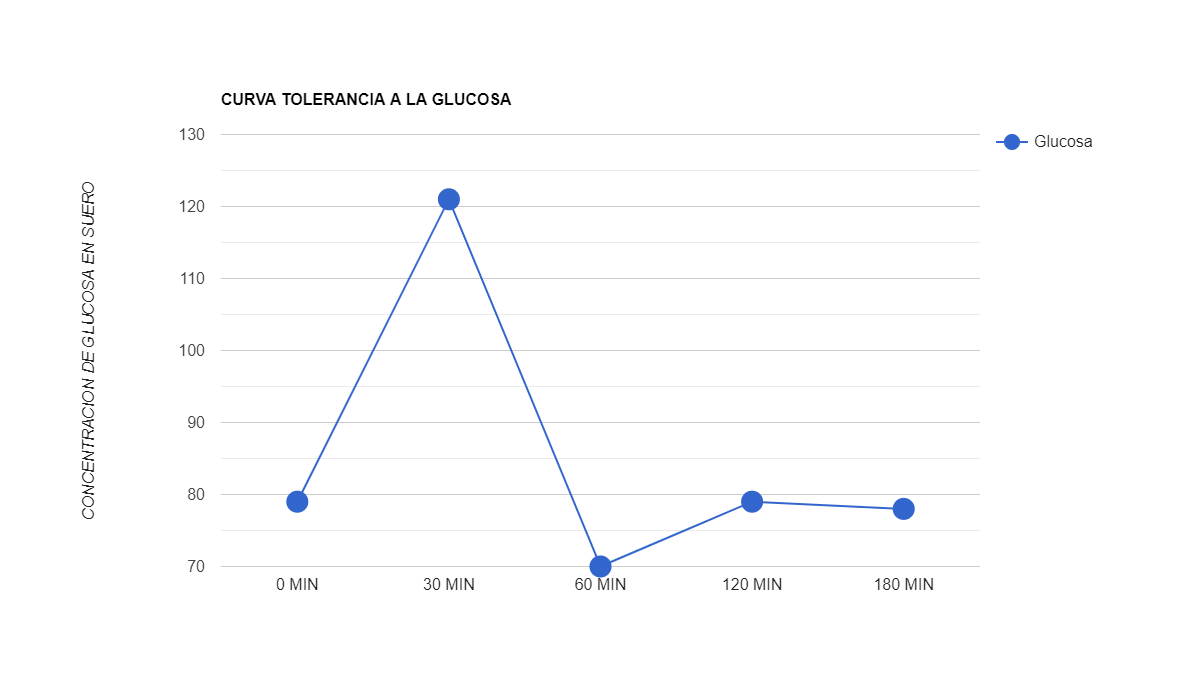 CURVA TOLERANCIA A LA GLUCOSA
130
120
110
100
90
80
70
CONCENTRACION DE GLUCOSA EN SUERO
0 MIN
30 MIN
60 MIN
120 MIN
180 MIN
Glucosa